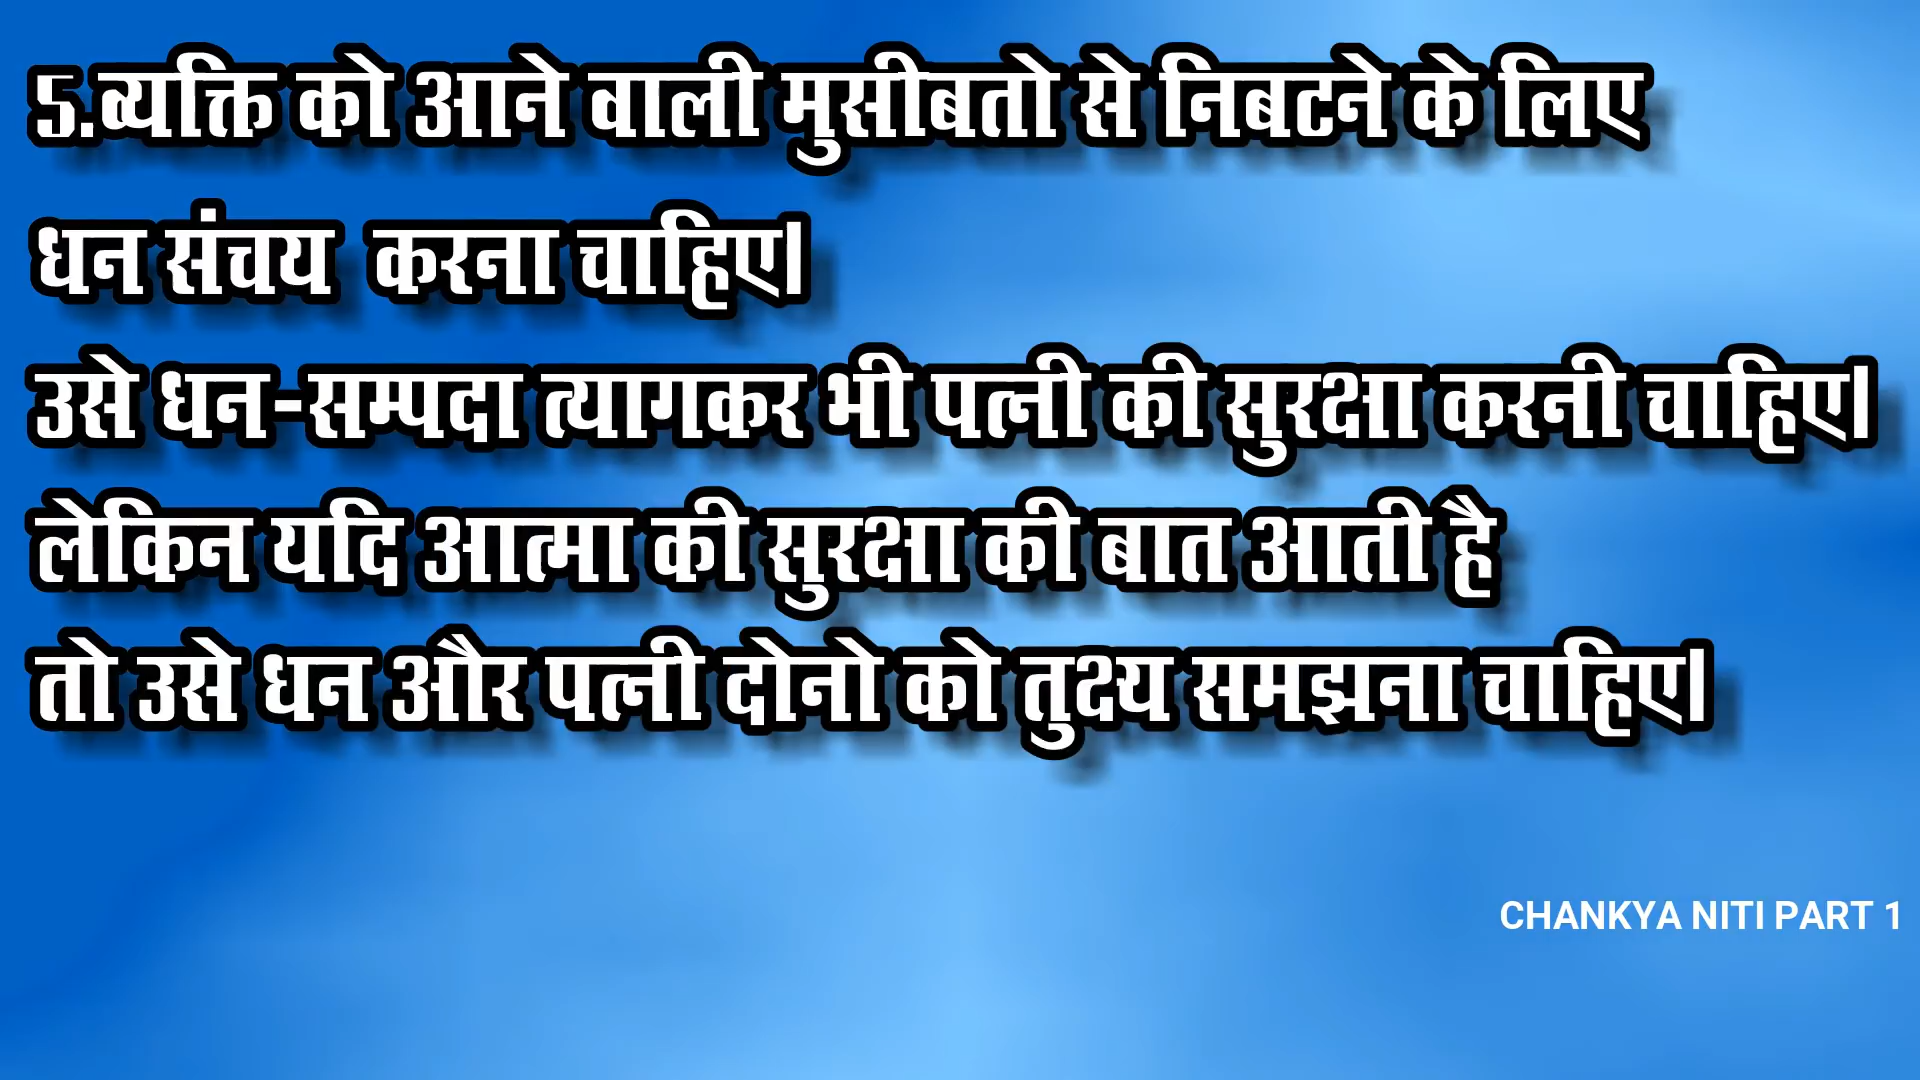 5.व्यक्ति को आने वाली मुसीबतो से निबटने के लिए
धन संचय करना चाहिए।
उसे धन-सम्पदा त्यागकर भी पत्नी की सुरक्षा करनी चाहिए।
लेकिन यदि आत्मा की सुरक्षा की बात आती है
तो उसे धन और पत्नी दोनो को तुक्ष्य समझना चाहिए।
CHANKYA NITI PART 1